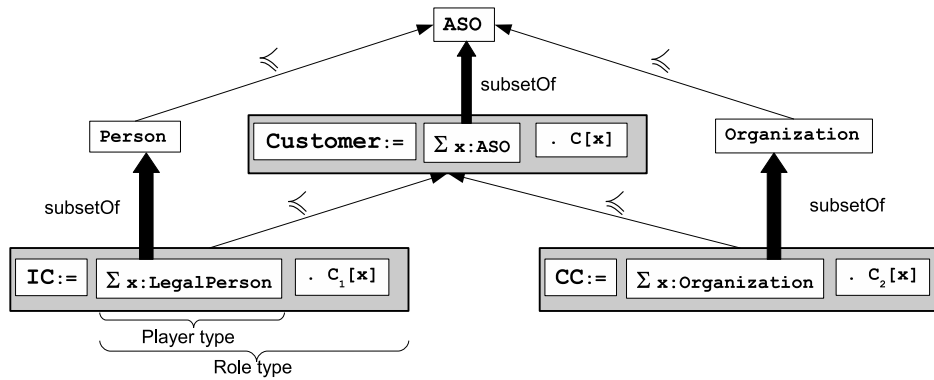 ASO
≼
≼
subsetOf
Person
Customer:= Σ x:ASO . C[x]
Organization
subsetOf
≼
≼
subsetOf
IC:= Σ x:LegalPerson . C₁[x]
CC:= Σ x:Organization . C₂[x]
Player type
Role type